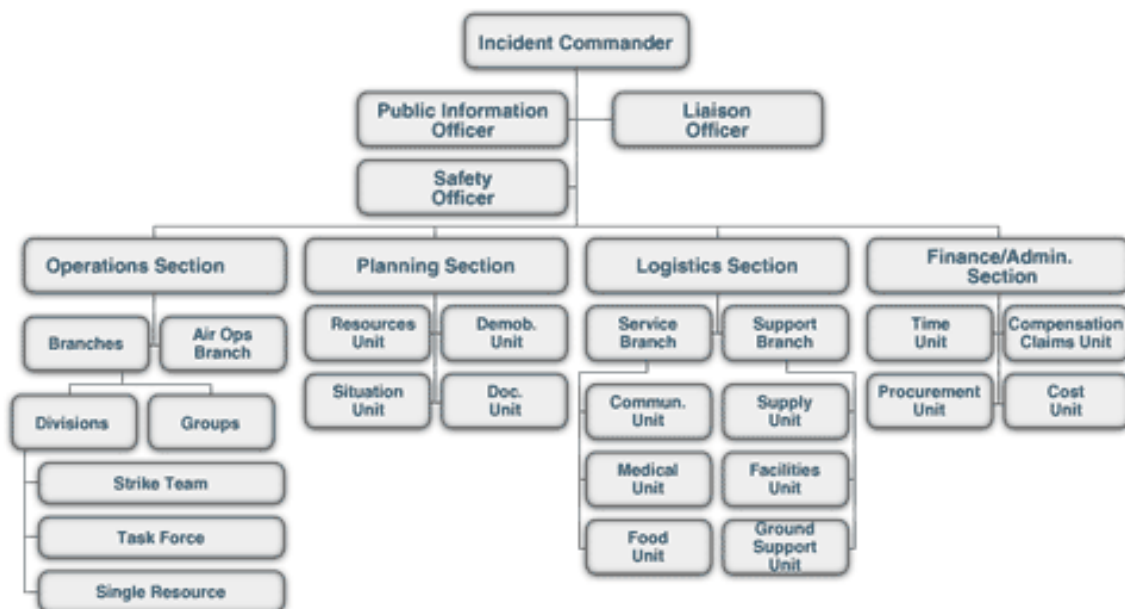 Incident Commander
Public Information
Officer
Liaison
Officer
Safety
Officer
Operations Section
Planning Section
Logistics Section
Finance/Admin.
Section
Branches
Air Ops
Branch
Resources
Unit
Demob.
Unit
Service
Branch
Support
Branch
Time
Unit
Compensation
Claims Unit
Situation
Unit
Doc.
Unit
Procurement
Unit
Cost
Unit
Divisions
Groups
Commun.
Unit
Supply
Unit
Strike Team
Medical
Unit
Facilities
Unit
Task Force
Food
Unit
Ground
Support
Unit
Single Resource